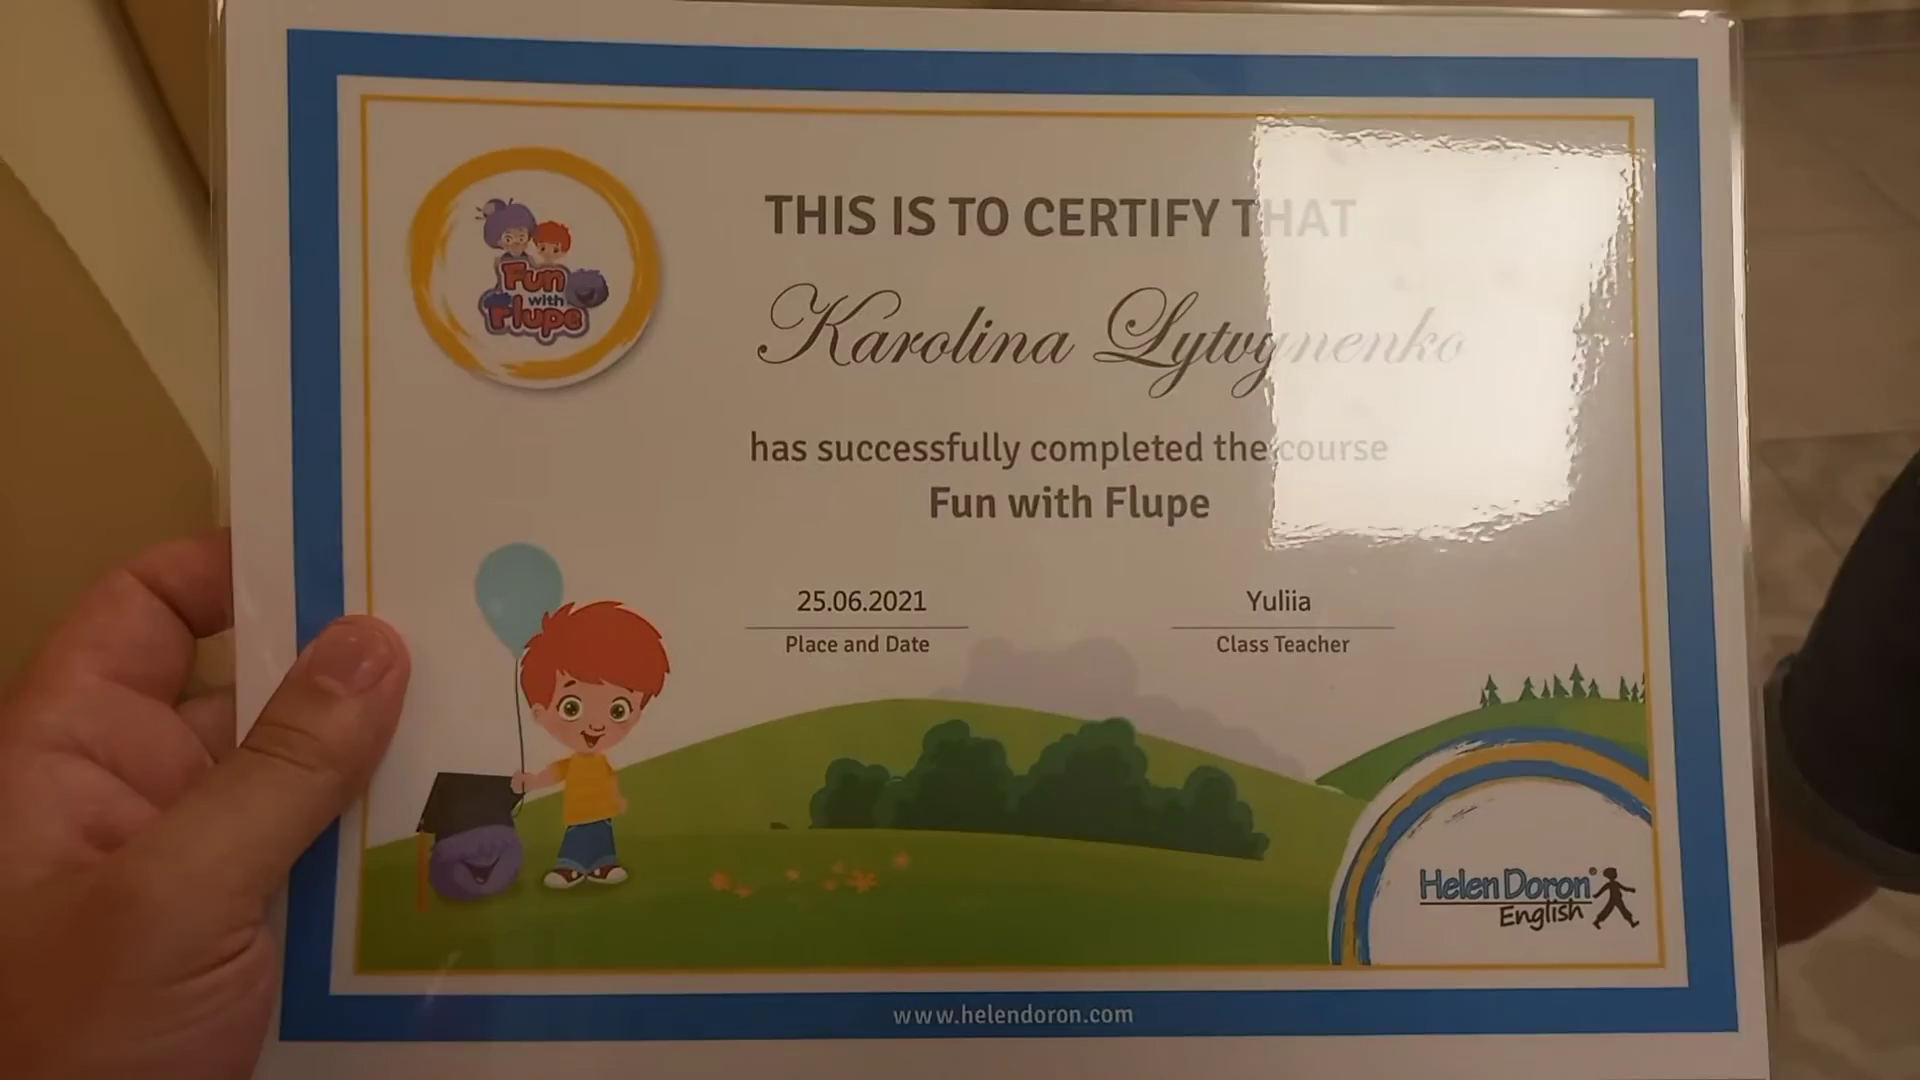 Fun
with
Flupe
THIS IS TO CERTIFY THAT
Karolina Lytvynenko
has successfully completed the course
Fun with Flupe
25.06.2021
Place and Date
Yuliia
Class Teacher
Helen Doron®
English
www.helendoron.com